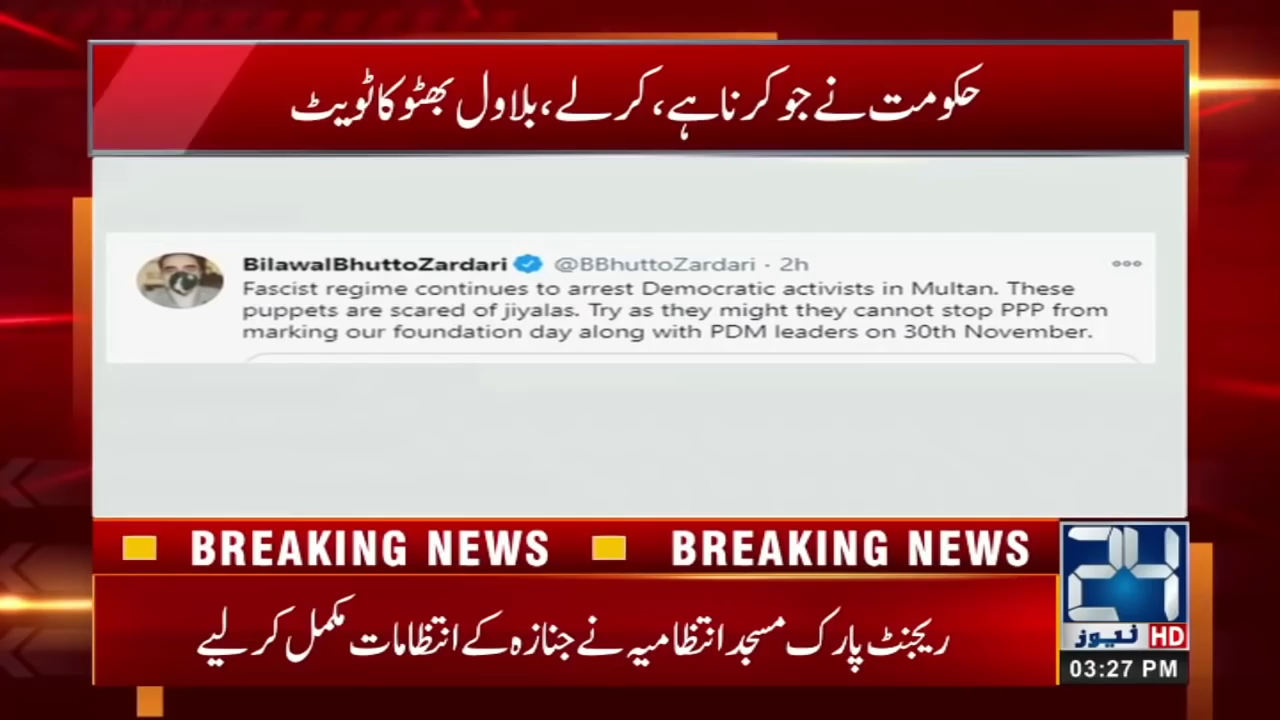 حکومت نے جو کرنا ہے، کرلے، بلاول بھٹو کا ٹویٹ
BilawalBhuttoZardari @BBhuttoZardari · 2h
Fascist regime continues to arrest Democratic activists in Multan. These
puppets are scared of jiyalas. Try as they might they cannot stop PPP from
marking our foundation day along with PDM leaders on 30th November.
BREAKING NEWS BREAKING NEWS
ریجنٹ پارک مسجد انتظامیہ نے جنازہ کے انتظامات مکمل کر لیے
24
نیوز HD
03:27 PM